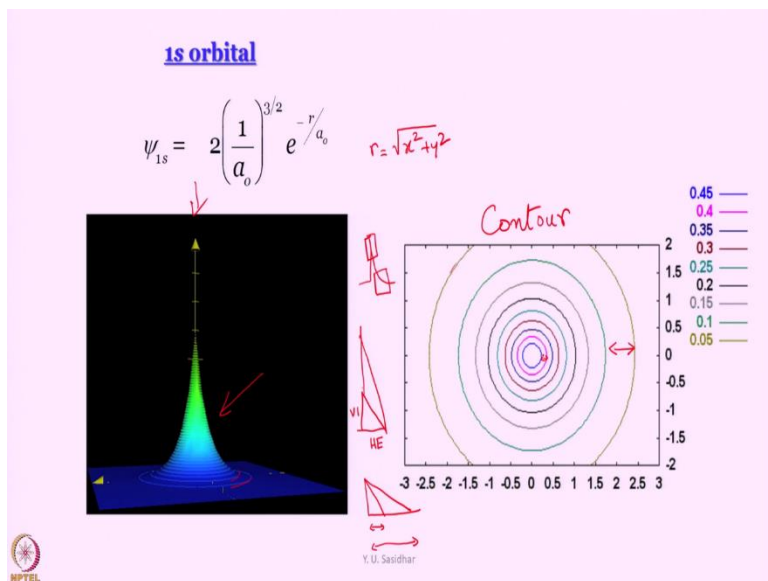 1s orbital
ψ1s = 2(1/ao)^3/2 e^-r/ao
r = √x²+y²
Contour
0.45
0.4
0.35
0.3
0.25
0.2
0.15
0.1
0.05
2
1.5
1
0.5
0
-0.5
-1
-1.5
-2
-3 -2.5 -2 -1.5 -1 -0.5 0 0.5 1 1.5 2 2.5 3
VI
HE
Y. U. Sasidhar
NPTEL